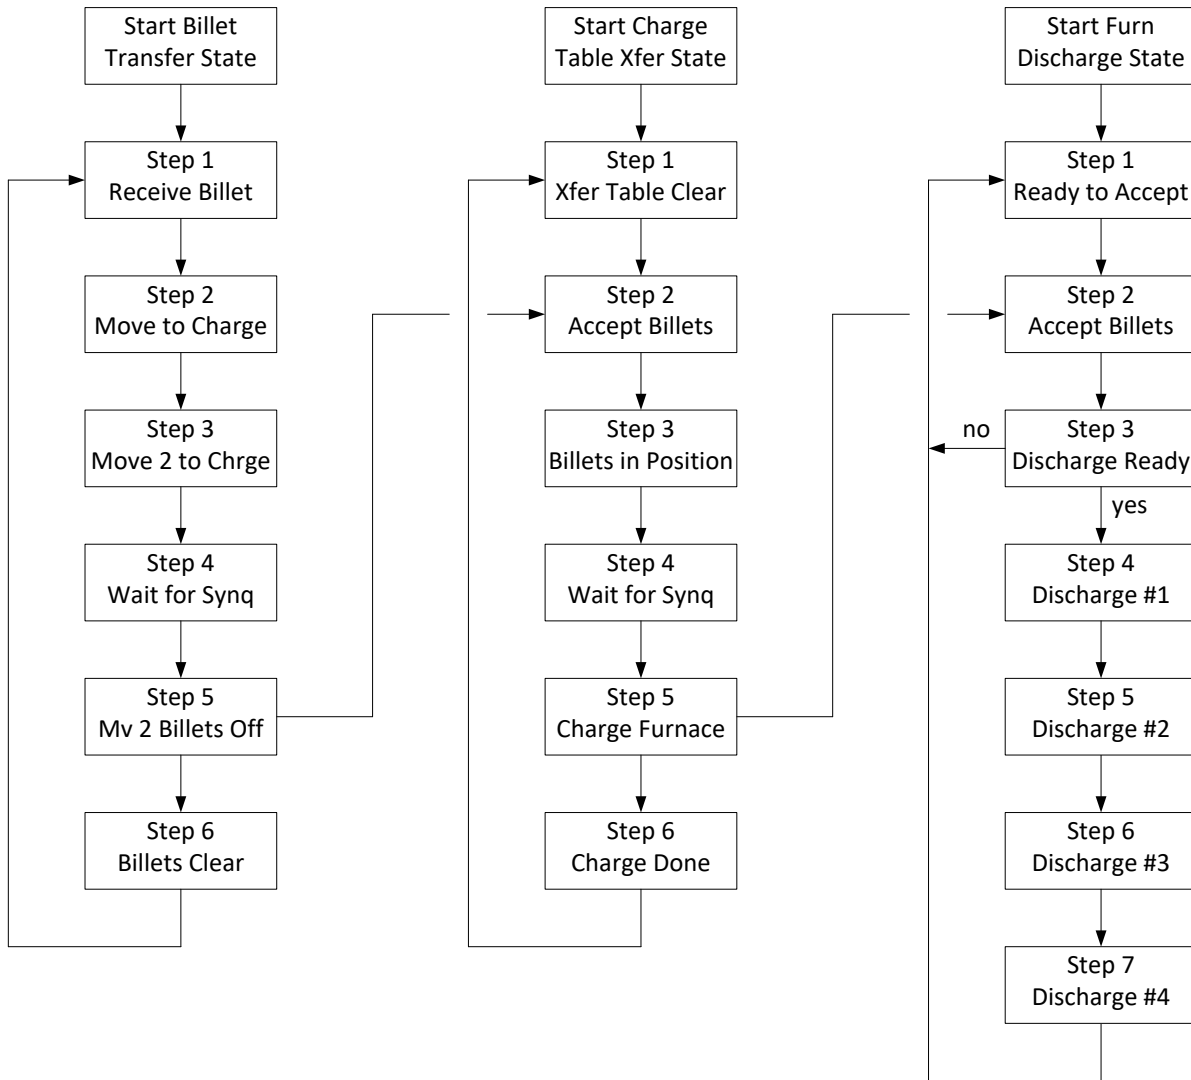 Start Billet
Transfer State
Step 1
Receive Billet
Step 2
Move to Charge
Step 3
Move 2 to Chrge
Step 4
Wait for Synq
Step 5
Mv 2 Billets Off
Step 6
Billets Clear
Start Charge
Table Xfer State
Step 1
Xfer Table Clear
Step 2
Accept Billets
Step 3
Billets in Position
Step 4
Wait for Synq
Step 5
Charge Furnace
Step 6
Charge Done
Start Furn
Discharge State
Step 1
Ready to Accept
Step 2
Accept Billets
no
Step 3
Discharge Ready
yes
Step 4
Discharge #1
Step 5
Discharge #2
Step 6
Discharge #3
Step 7
Discharge #4